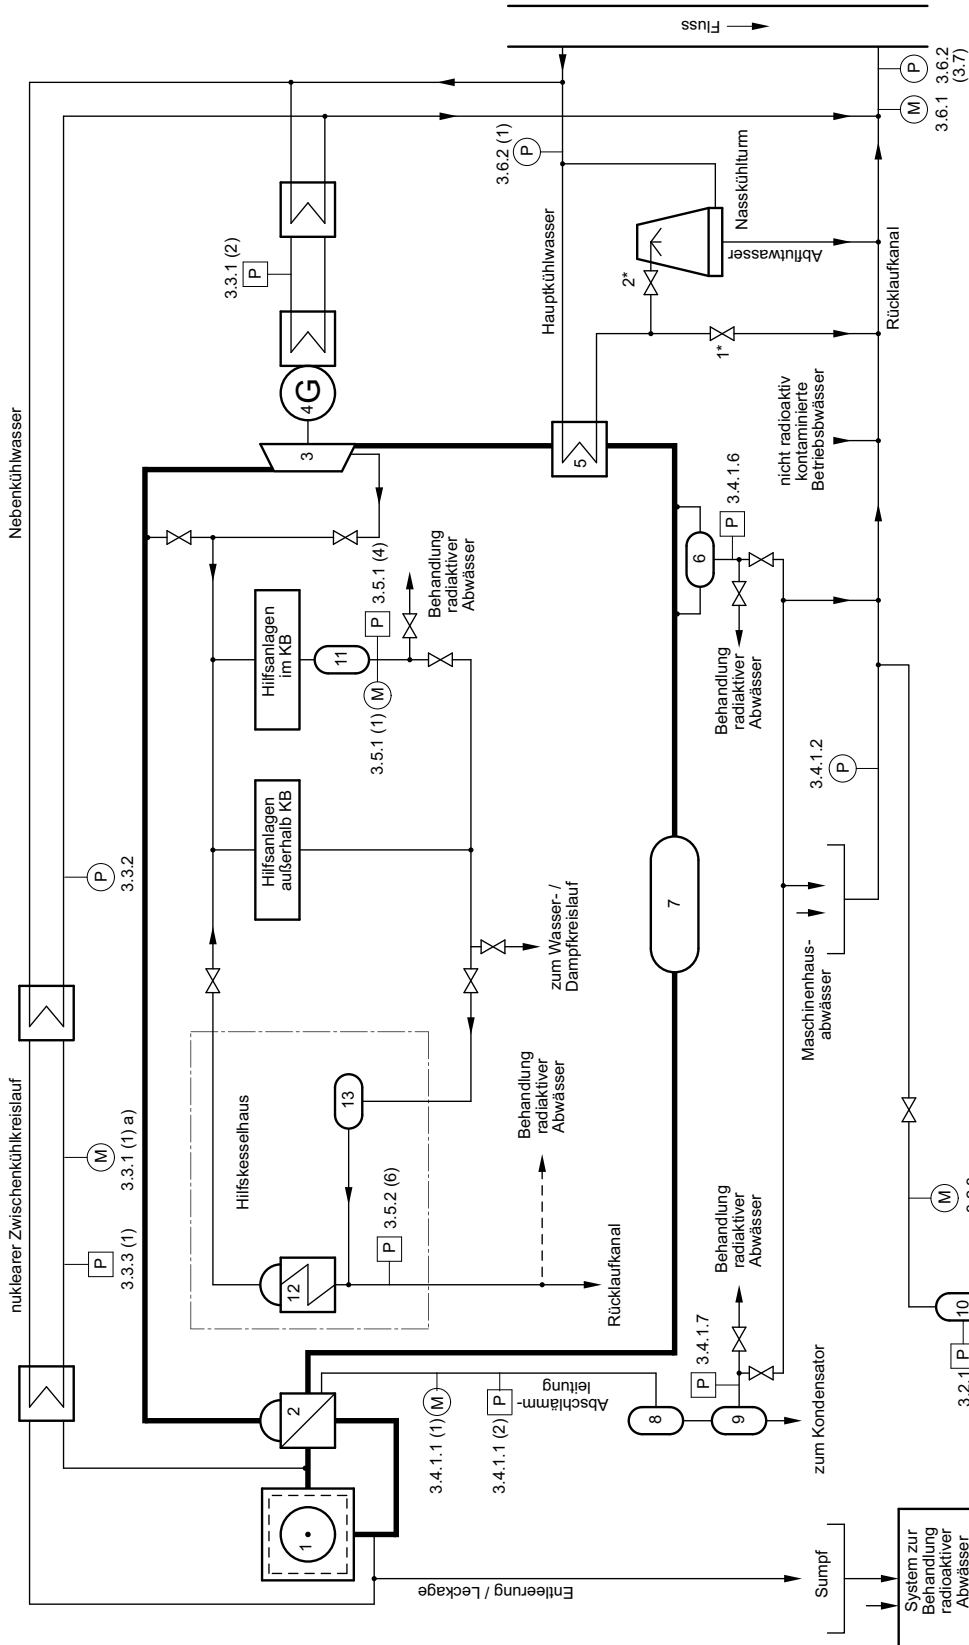 Nebenkühlwasser
nuklearer Zwischenkühlkreislauf
Fluss
3.6.2
(3.7)
P
M
3.6.1
3.6.2 (1)
P
Hauptkühlwasser
Nasskühlturm
Abflutwasser
Rücklaufkanal
2*
1*
3.3.1 (2)
P
4
G
3
5
nicht radioaktiv
kontaminierte
Betriebsbwässer
3.4.1.6
P
6
Behandlung
radiaktiver
Abwässer
3.5.1 (4)
P
Behandlung
radiaktiver
Abwässer
Hilfsanlagen
im KB
11
M
3.5.1 (1)
Hilfsanlagen
außerhalb KB
7
3.4.1.2
P
P
3.3.2
zum Wasser- /
Dampfkreislauf
Maschinenhaus-
abwässer
Hilfskesselhaus
13
12
P
3.5.2 (6)
Behandlung
radiaktiver
Abwässer
Rücklaufkanal
M
3.3.1 (1) a)
P
3.3.3 (1)
Behandlung
radiaktiver
Abwässer
3.4.1.7
P
M
10
P
3.2.1
2
1
3.4.1.1 (1)
M
3.4.1.1 (2)
P
Abschlämm-
leitung
8
9
zum Kondensator
Entleerung / Leckage
Sumpf
System zur
Behandlung
radioaktiver
Abwässer